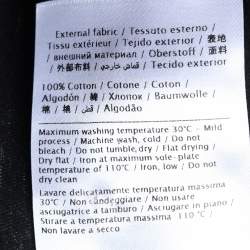 External fabric / Tessuto esterno /
Tissu extérieur / Tejido exterior / 表地
/ внешний материал / Oberstoff / 面料
/ 外部布料 / قماش خارجي / Tecido exterior
100% Cotton / Cotone / Coton /
Algodón / 綿 / Хлопок / Baumwolle /
棉 / 棉 / قطن / Algodão
Maximum washing temperature 30°C - Mild
process / Machine wash, cold / Do not
bleach / Do not tumble dry / Flat drying /
Dry flat / Iron at maximum sole-plate
temperature of 110°C / Iron, low / Do not
dry clean
Lavare delicatamente temperatura massima
30°C / Non candeggiare / Non usare
asciugatrice a tamburo / Asciugare in piano /
Stirare a temperatura massima 110°C /
Non lavare a secco